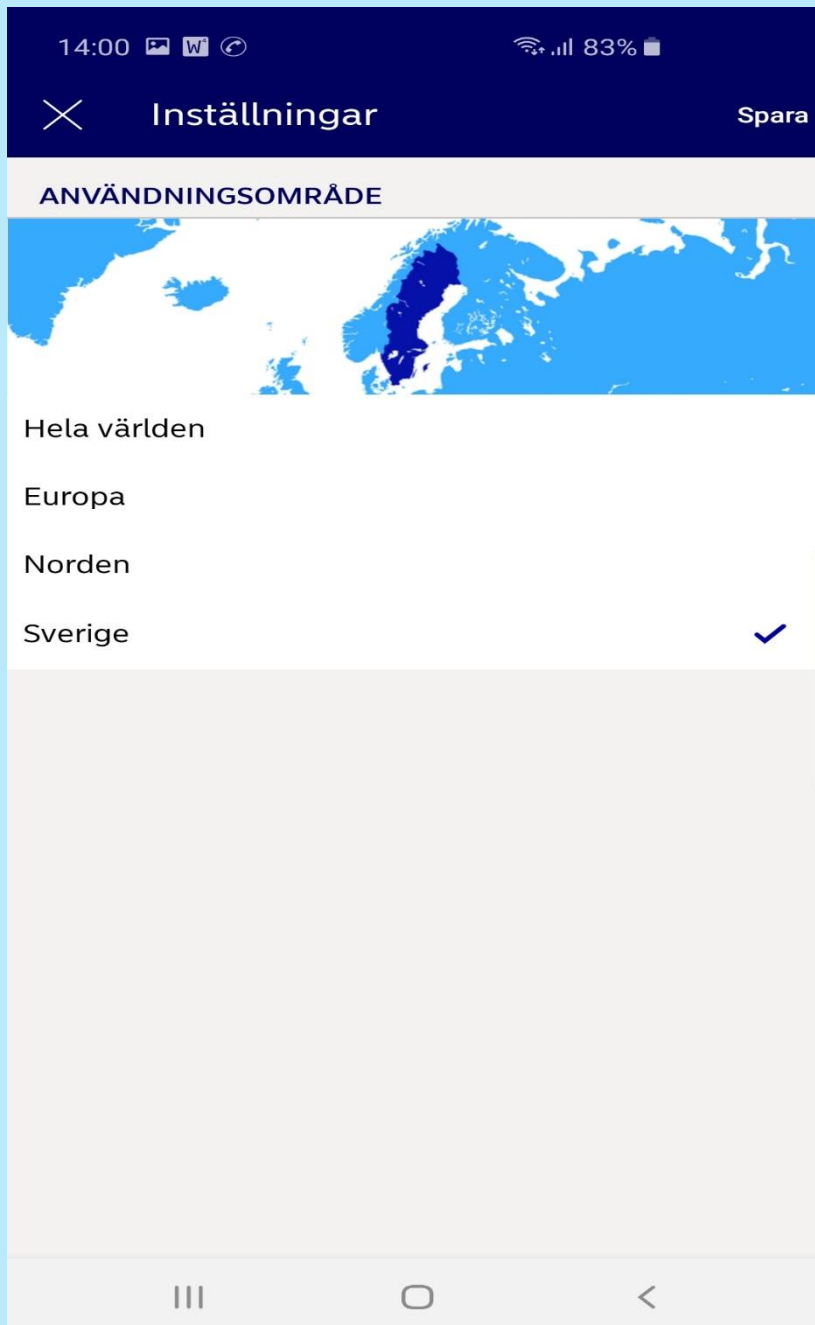 14:00 W 83%
Inställningar
Spara
ANVÄNDNINGSOMRÅDE
Hela världen
Europa
Norden
Sverige